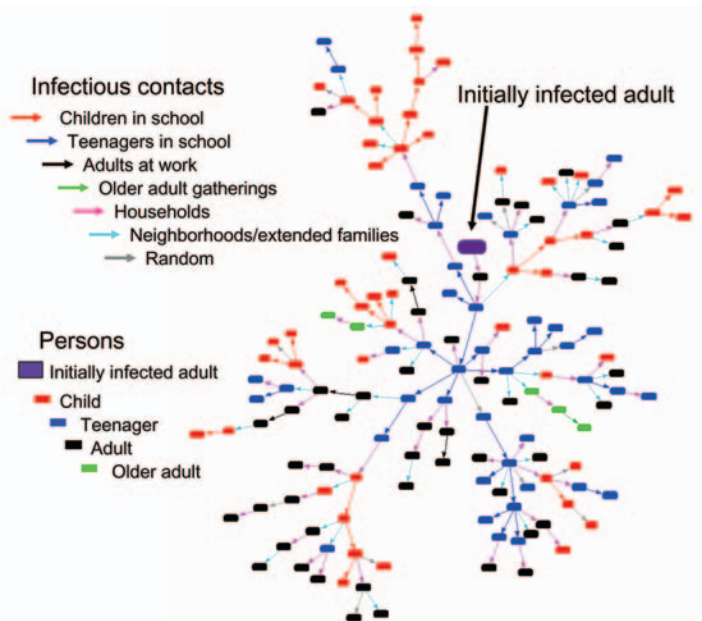 Infectious contacts
Children in school
Teenagers in school
Adults at work
Older adult gatherings
Households
Neighborhoods/extended families
Random
Initially infected adult
Persons
Initially infected adult
Child
Teenager
Adult
Older adult